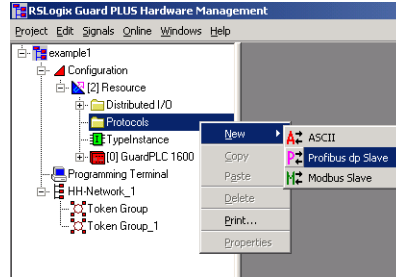 RSLogix Guard PLUS Hardware Management
Project Edit Signals Online Windows Help
example1
Configuration
[2] Resource
Distributed I/O
Protocols
TypeInstance
[0] GuardPLC 1600
Programming Terminal
HH-Network_1
Token Group
Token Group_1
New
Copy
Paste
Delete
Print...
Properties
ASCII
Profibus dp Slave
Modbus Slave